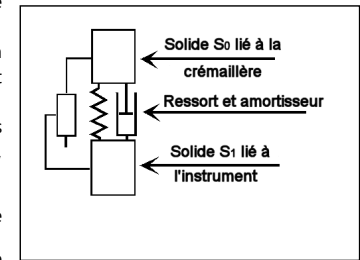 Solide S0 lié à la
crémaillère
Ressort et amortisseur
Solide S1 lié à
l'instrument